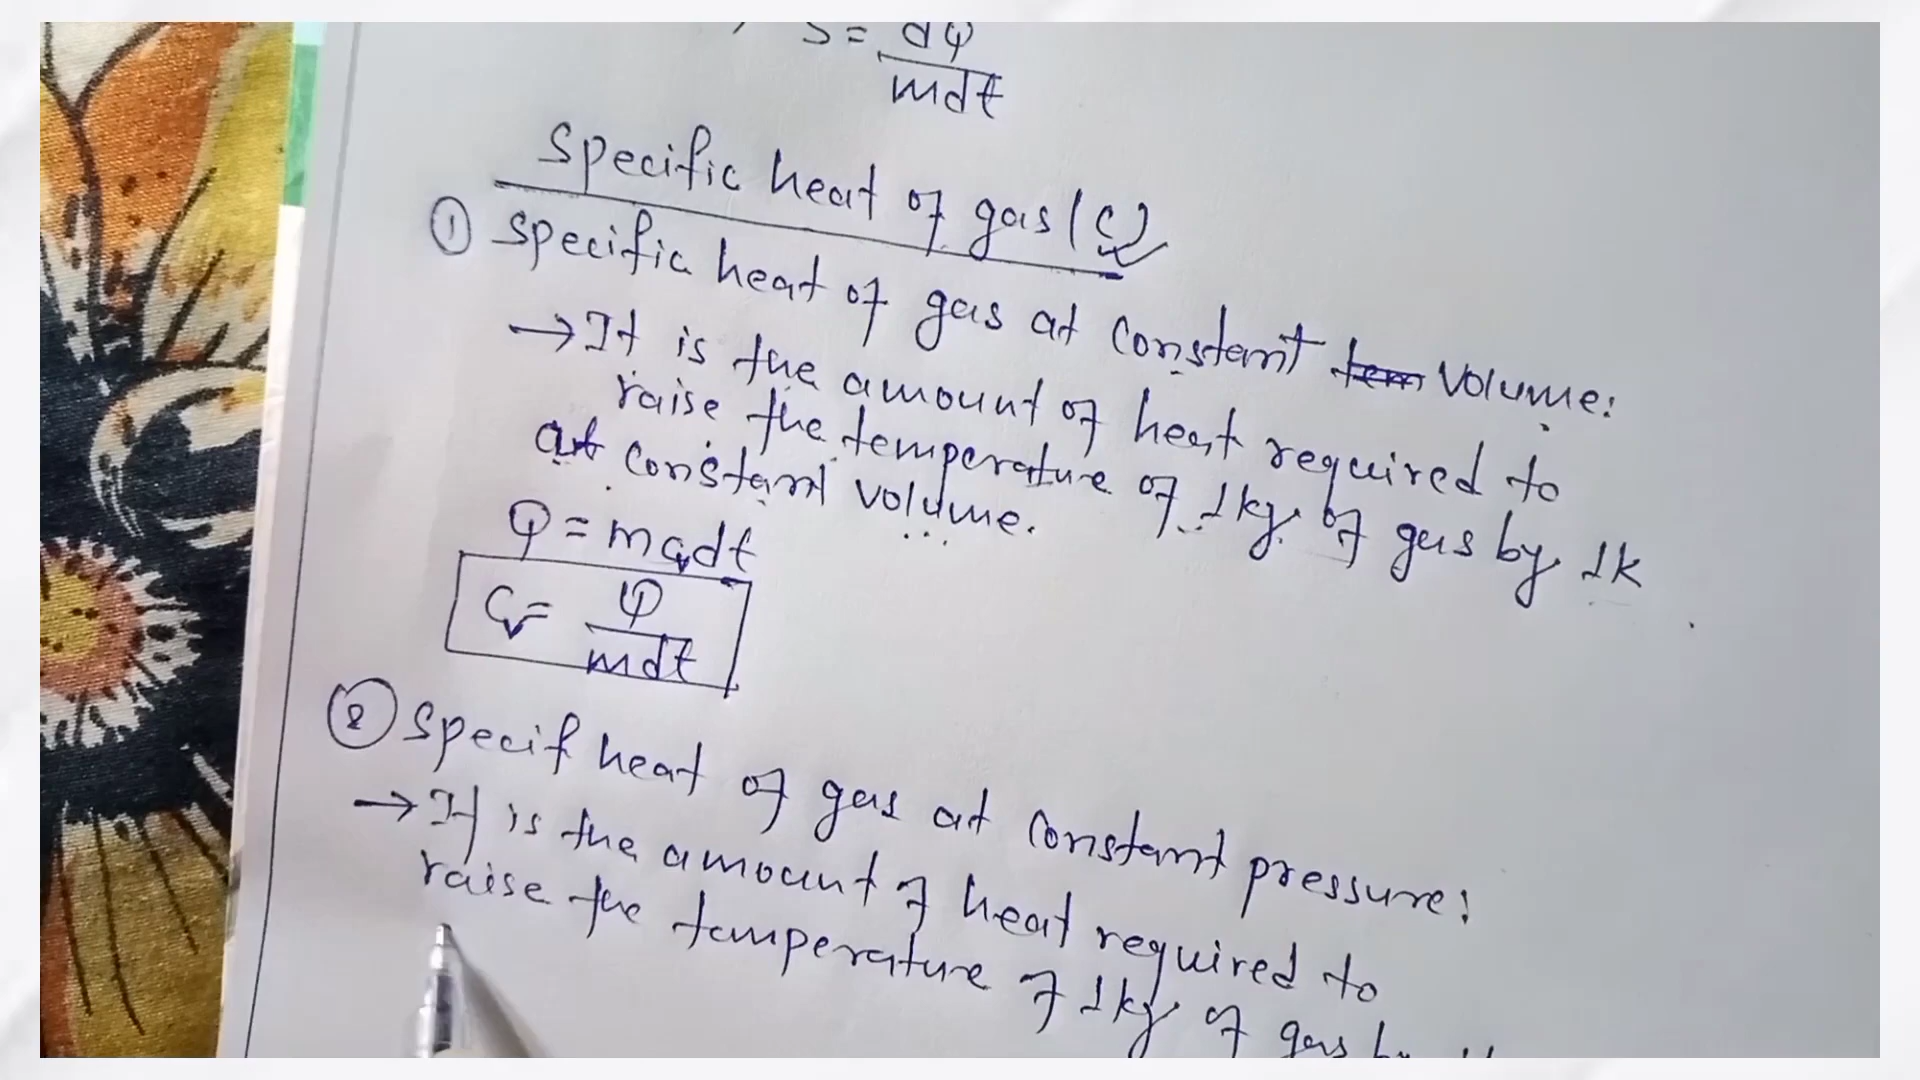 S = dφ
mdt
Specific heat of gas (C)
① Specific heat of gas at constant volume:
→ It is the amount of heat required to
raise the temperature of 1kg. of gas by 1k
at constant volume.
φ = m Cv dt
Cv = φ
mdt
② Specif heat of gas at constant pressure:
→ It is the amount of heat required to
raise the temperature of 1kg of gas